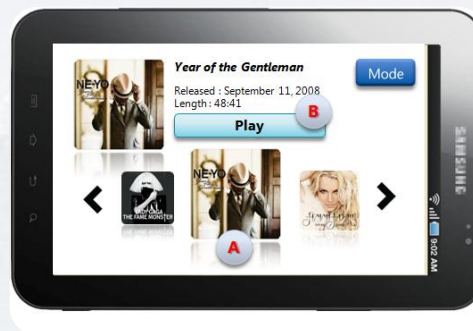 Year of the Gentleman
Mode
NE-YO
Released : September 11, 2008
Length : 48:41
B
Play
NE-YO
LADY GAGA
THE FAME MONSTER
A
9:02 AM
SAMSUNG